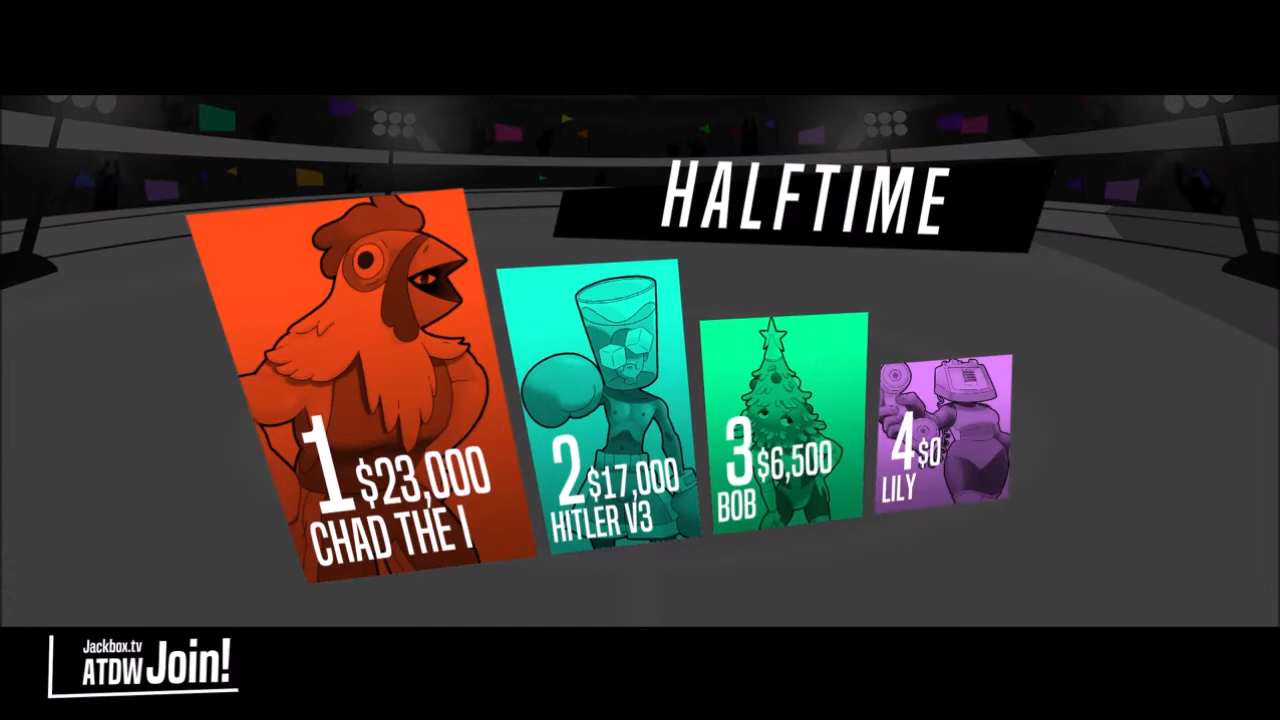 HALFTIME
1 $23,000
CHAD THE I
2 $17,000
HITLER V3
3 $6,500
BOB
4 $0
LILY
Jackbox.tv
ATDW Join!